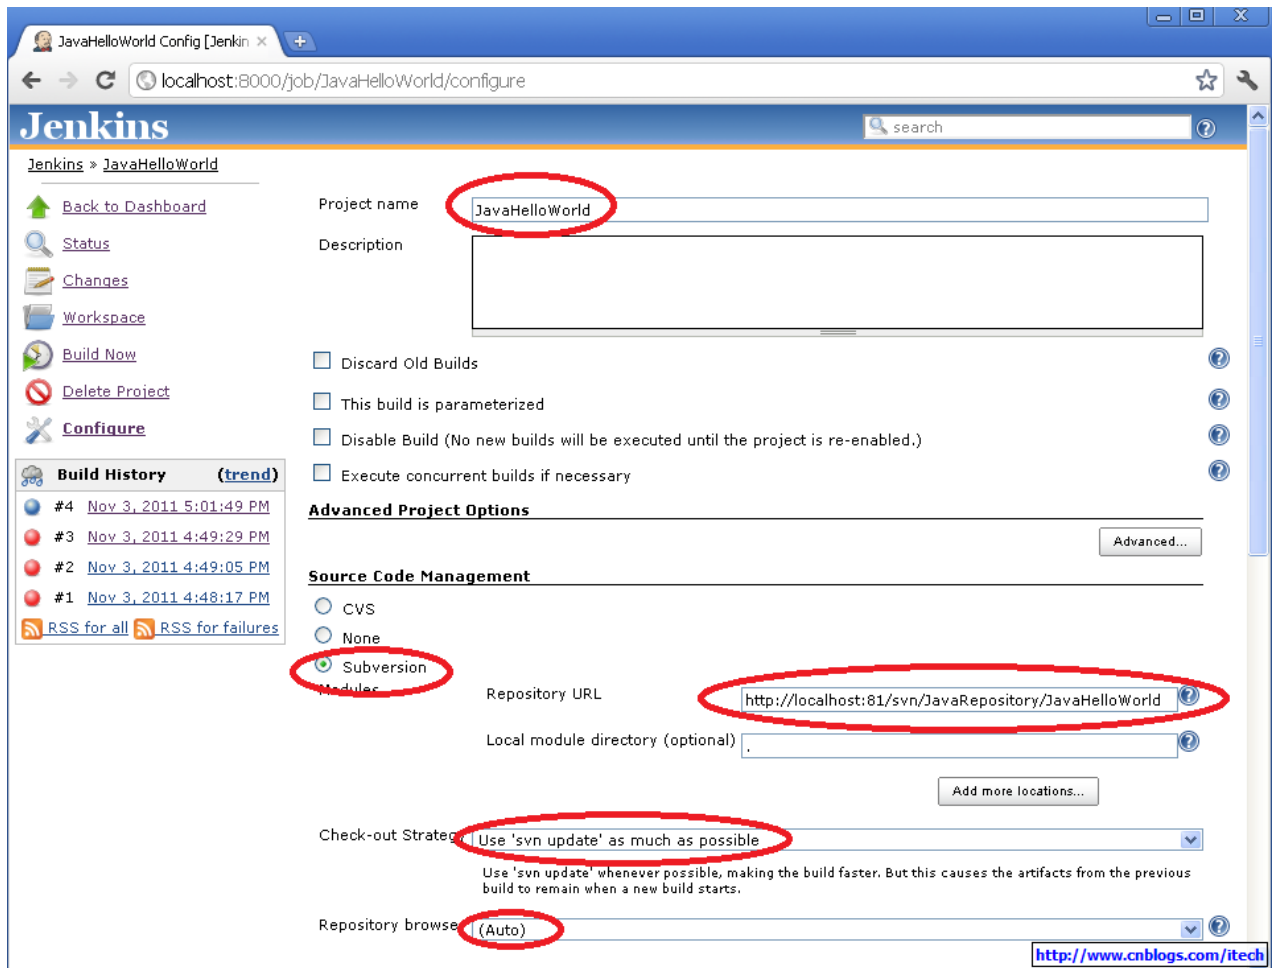 JavaHelloWorld Config [Jenkin
localhost:8000/job/JavaHelloWorld/configure
Jenkins
search
Jenkins » JavaHelloWorld
Back to Dashboard
Status
Changes
Workspace
Build Now
Delete Project
Configure
Build History (trend)
#4 Nov 3, 2011 5:01:49 PM
#3 Nov 3, 2011 4:49:29 PM
#2 Nov 3, 2011 4:49:05 PM
#1 Nov 3, 2011 4:48:17 PM
RSS for all RSS for failures
Project name JavaHelloWorld
Description
Discard Old Builds
This build is parameterized
Disable Build (No new builds will be executed until the project is re-enabled.)
Execute concurrent builds if necessary
Advanced Project Options
Advanced...
Source Code Management
CVS
None
Subversion
Modules
Repository URL http://localhost:81/svn/JavaRepository/JavaHelloWorld
Local module directory (optional) .
Add more locations...
Check-out Strateg Use 'svn update' as much as possible
Use 'svn update' whenever possible, making the build faster. But this causes the artifacts from the previous
build to remain when a new build starts.
Repository browse (Auto)
http://www.cnblogs.com/itech